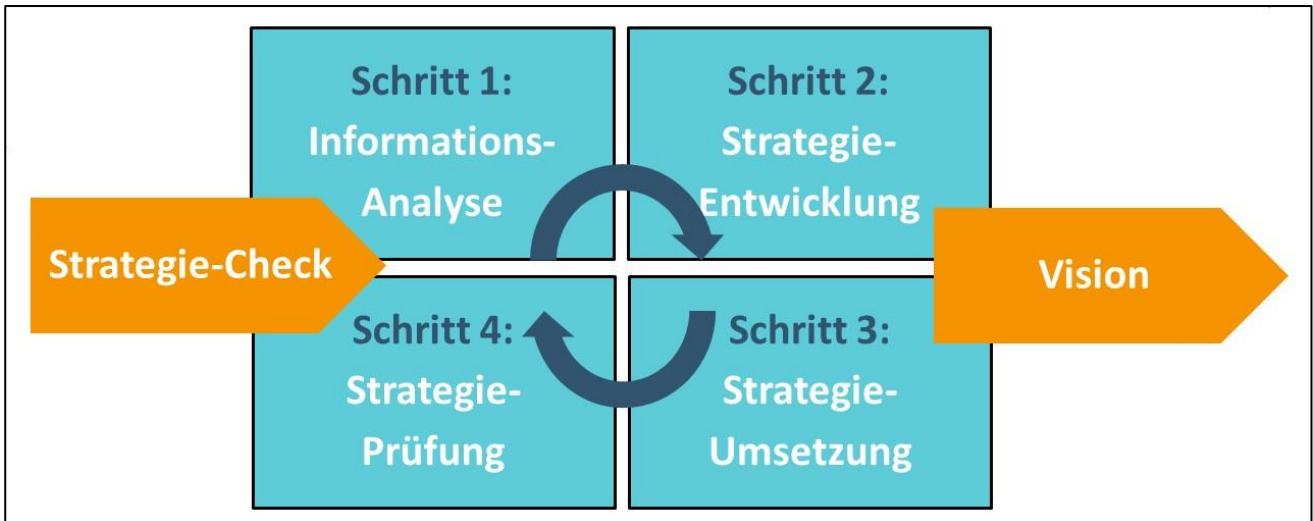 Strategie-Check
Schritt 1:
Informations-
Analyse
Schritt 2:
Strategie-
Entwicklung
Schritt 3:
Strategie-
Umsetzung
Schritt 4:
Strategie-
Prüfung
Vision